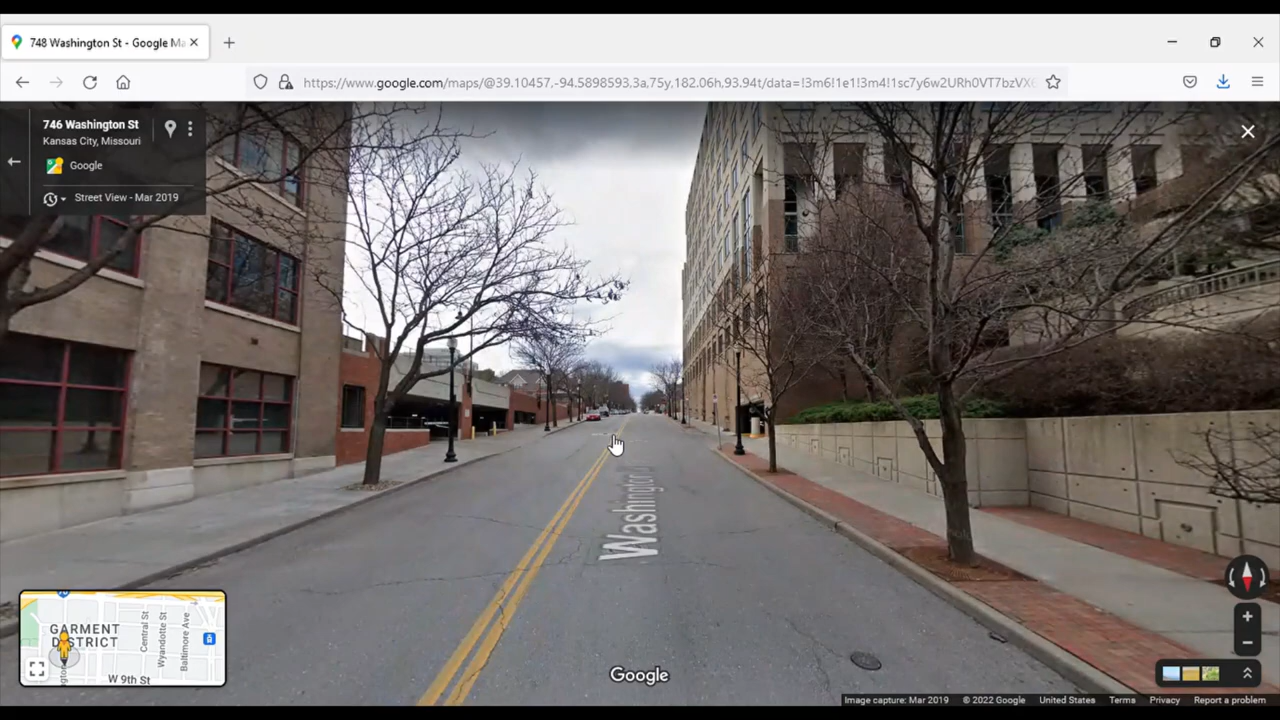 748 Washington St - Google Ma
https://www.google.com/maps/@39.10457,-94.5898593,3a,75y,182.06h,93.94t/data=!3m6!1e1!3m4!1sc7y6w2URh0VT7bzVX6
746 Washington St
Kansas City, Missouri
Google
Street View - Mar 2019
Washington
GARMENT
DISTRICT
Central St
Wyandotte St
Baltimore Ave
W 9th St
Google
Image capture: Mar 2019 © 2022 Google United States Terms Privacy Report a problem